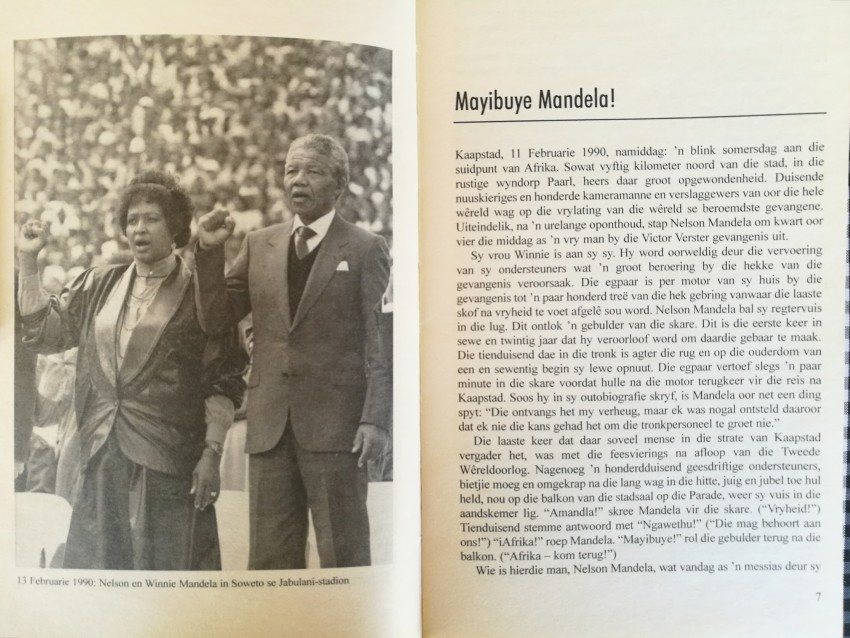 13 Februarie 1990: Nelson en Winnie Mandela in Soweto se Jabulani-stadion
Mayibuye Mandela!
Kaapstad, 11 Februarie 1990, namiddag: 'n blink somersdag aan die
suidpunt van Afrika. Sowat vyftig kilometer noord van die stad, in die
rustige wyndorp Paarl, heers daar groot opgewondenheid. Duisende
nuuskieriges en honderde kameramanne en verslaggewers van oor die hele
wêreld wag op die vrylating van die wêreld se beroemdste gevangene.
Uiteindelik, na 'n urelange oponthoud, stap Nelson Mandela om kwart oor
vier die middag as 'n vry man by die Victor Verster gevangenis uit.
Sy vrou Winnie is aan sy sy. Hy word oorweldig deur die vervoering
van sy ondersteuners wat 'n groot beroering by die hekke van die
gevangenis veroorsaak. Die egpaar is per motor van sy huis by die
gevangenis tot 'n paar honderd treë van die hek gebring vanwaar die laaste
skof na vryheid te voet afgelê sou word. Nelson Mandela bal sy regtervuis
in die lug. Dit ontlok 'n gebulder van die skare. Dit is die eerste keer in
sewe en twintig jaar dat hy veroorloof word om daardie gebaar te maak.
Die tienduisend dae in die tronk is agter die rug en op die ouderdom van
een en sewentig begin sy lewe opnuut. Die egpaar vertoef slegs 'n paar
minute in die skare voordat hulle na die motor terugkeer vir die reis na
Kaapstad. Soos hy in sy outobiografie skryf, is Mandela oor net een ding
spyt: “Die ontvangs het my verheug, maar ek was nogal ontsteld daaroor
dat ek nie die kans gehad het om die tronkpersoneel te groet nie.”
Die laaste keer dat daar soveel mense in die strate van Kaapstad
vergader het, was met die feesvierings na afloop van die Tweede
Wêreldoorlog. Nagenoeg 'n honderdduisend geesdriftige ondersteuners,
bietjie moeg en omgekrap na die lang wag in die hitte, juig en jubel toe hul
held, nou op die balkon van die stadsaal op die Parade, weer sy vuis in die
aandskemer lig. “Amandla!” skree Mandela vir die skare. (“Vryheid!”)
Tienduisend stemme antwoord met “Ngawethu!” (“Die mag behoort aan
ons!”) “iAfrika!” roep Mandela. “Mayibuye!” rol die gebulder terug na die
balkon. (“Afrika – kom terug!”)
Wie is hierdie man, Nelson Mandela, wat vandag as 'n messias deur sy
7